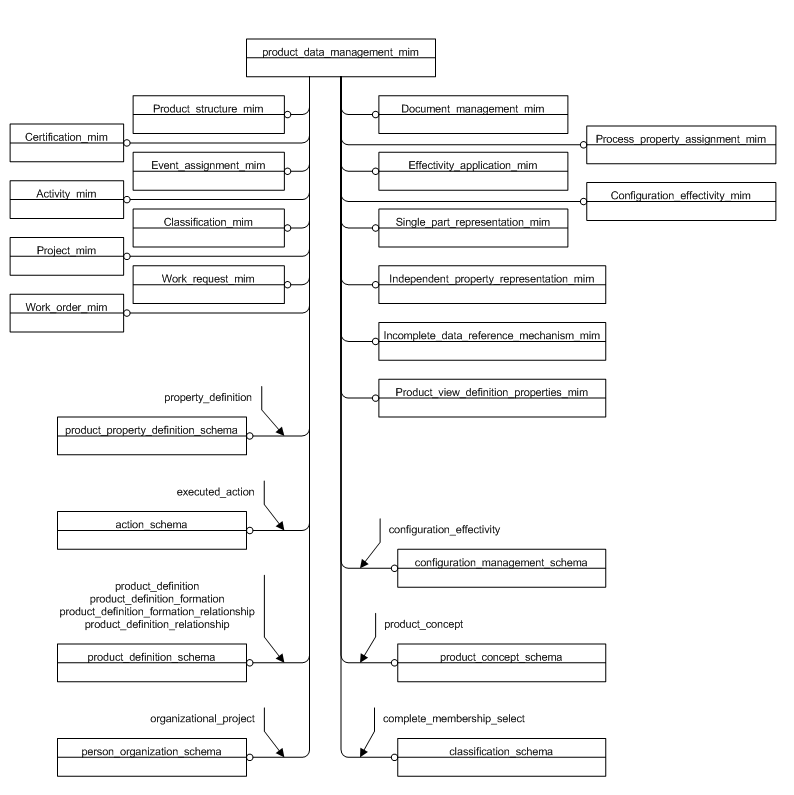 product_data_management_mim
Product_structure_mim
Document_management_mim
Certification_mim
Process_property_assignment_mim
Event_assignment_mim
Effectivity_application_mim
Activity_mim
Configuration_effectivity_mim
Classification_mim
Single_part_representation_mim
Project_mim
Work_request_mim
Independent_property_representation_mim
Work_order_mim
Incomplete_data_reference_mechanism_mim
Product_view_definition_properties_mim
property_definition
product_property_definition_schema
executed_action
action_schema
configuration_effectivity
configuration_management_schema
product_definition
product_definition_formation
product_definition_formation_relationship
product_definition_relationship
product_definition_schema
product_concept
product_concept_schema
organizational_project
person_organization_schema
complete_membership_select
classification_schema